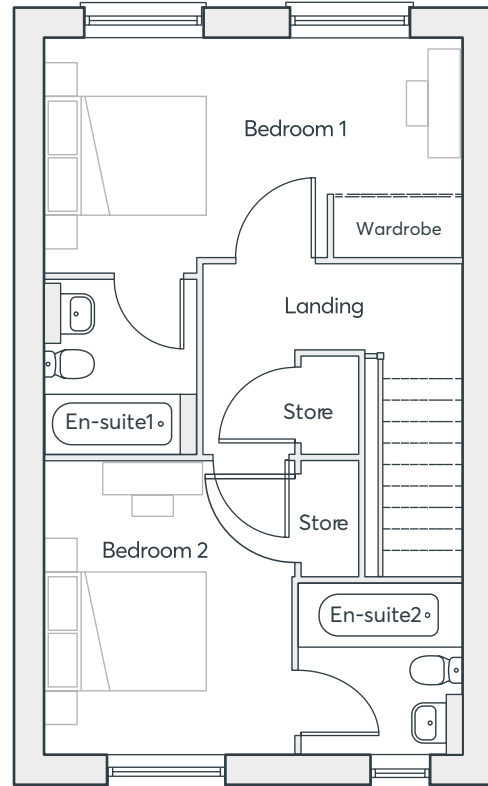 Bedroom 1
Wardrobe
Landing
Store
En-suite1
Store
Bedroom 2
En-suite2